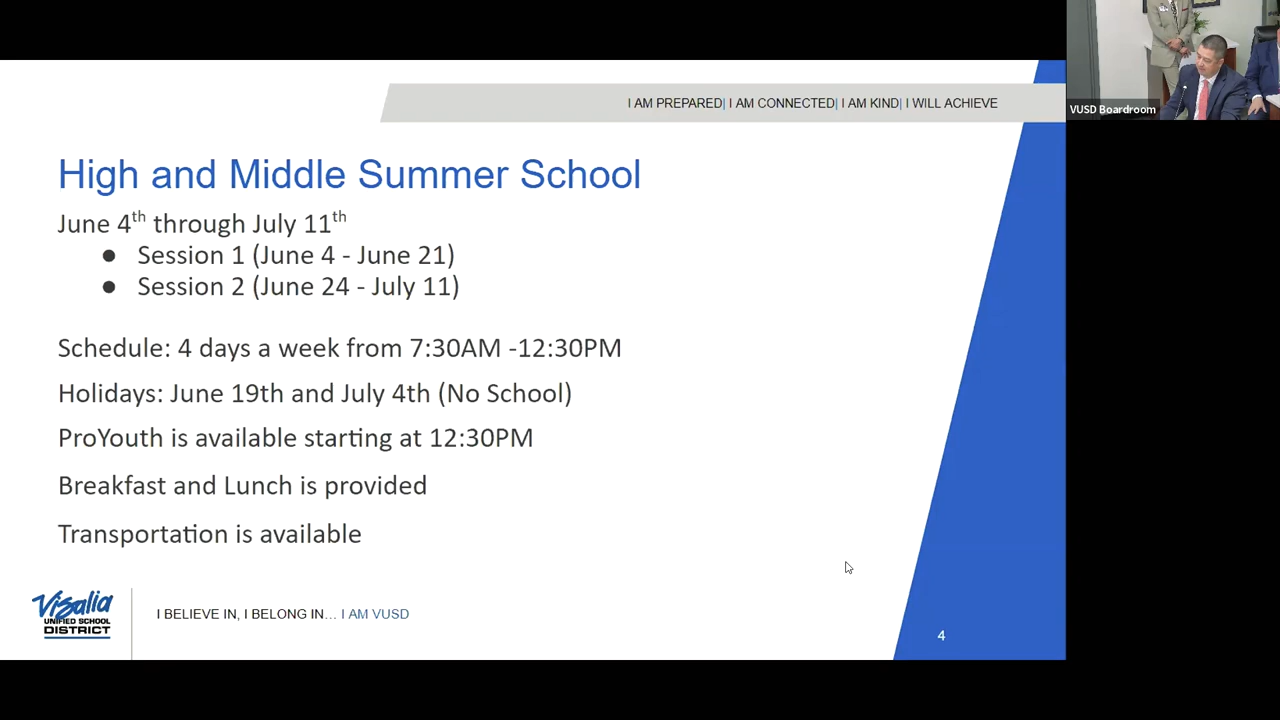 I AM PREPARED| I AM CONNECTED| I AM KIND| I WILL ACHIEVE
VUSD Boardroom
High and Middle Summer School
June 4th through July 11th
● Session 1 (June 4 - June 21)
● Session 2 (June 24 - July 11)
Schedule: 4 days a week from 7:30AM -12:30PM
Holidays: June 19th and July 4th (No School)
ProYouth is available starting at 12:30PM
Breakfast and Lunch is provided
Transportation is available
Visalia
UNIFIED SCHOOL
DISTRICT
I BELIEVE IN, I BELONG IN... I AM VUSD
4